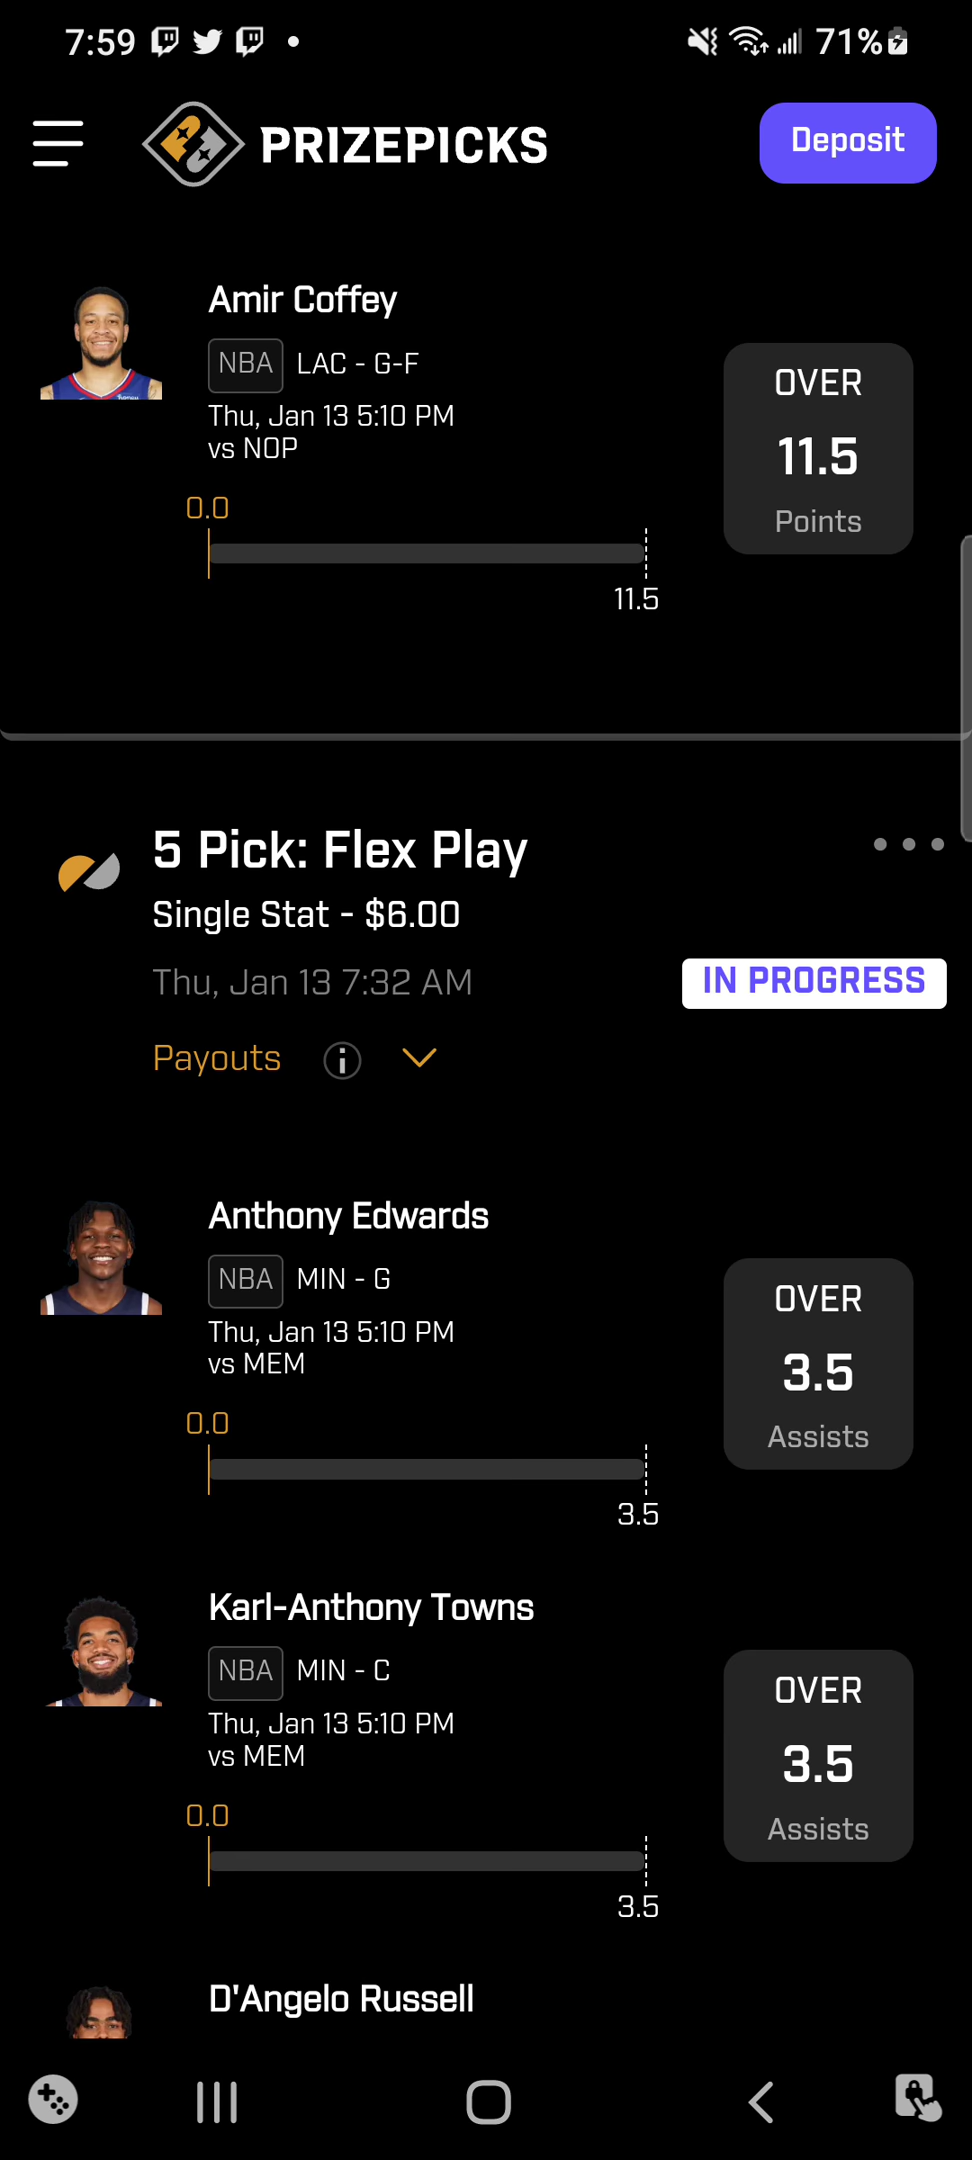 7:59
71%
PRIZEPICKS
Deposit
Amir Coffey
NBA LAC - G-F
Thu, Jan 13 5:10 PM
vs NOP
OVER
11.5
Points
0.0
11.5
5 Pick: Flex Play
Single Stat - $6.00
Thu, Jan 13 7:32 AM
IN PROGRESS
Payouts
Anthony Edwards
NBA MIN - G
Thu, Jan 13 5:10 PM
vs MEM
OVER
3.5
Assists
0.0
3.5
Karl-Anthony Towns
NBA MIN - C
Thu, Jan 13 5:10 PM
vs MEM
OVER
3.5
Assists
0.0
3.5
D'Angelo Russell